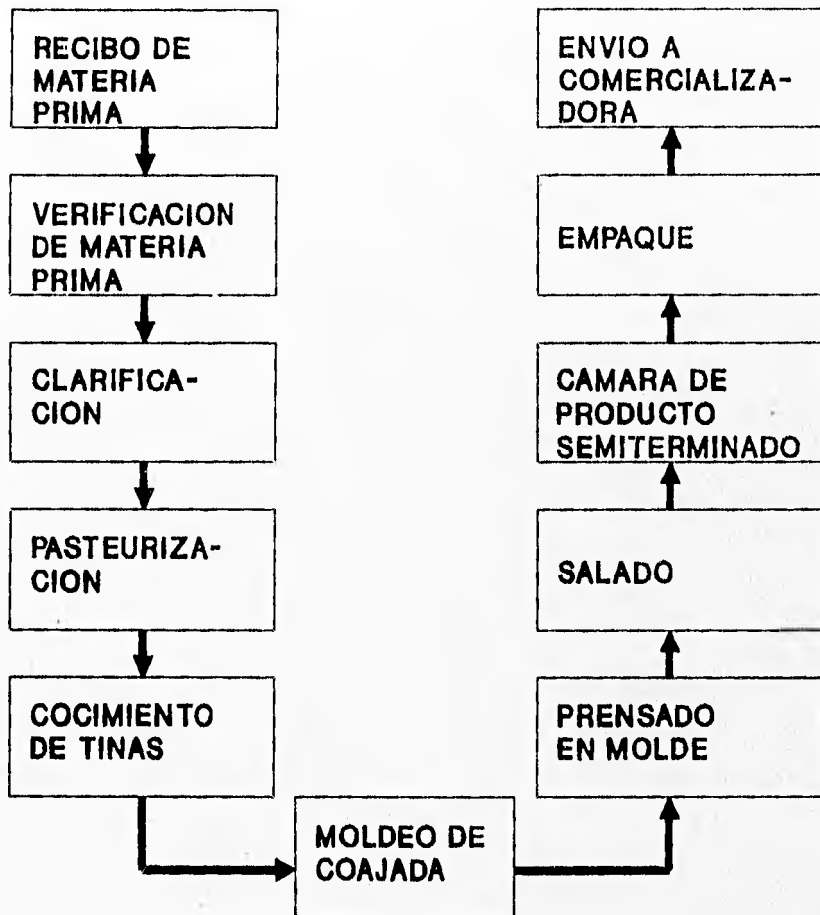 RECIBO DE
MATERIA
PRIMA
VERIFICACION
DE MATERIA
PRIMA
CLARIFICA-
CION
PASTEURIZA-
CION
COCIMIENTO
DE TINAS
MOLDEO DE
COAJADA
PRENSADO
EN MOLDE
SALADO
CAMARA DE
PRODUCTO
SEMITERMINADO
EMPAQUE
ENVIO A
COMERCIALIZA-
DORA